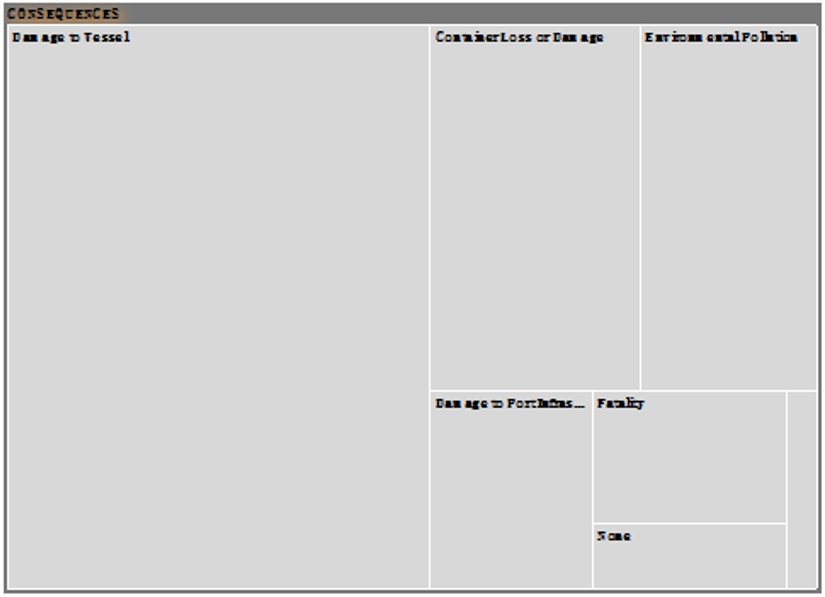 CONSEQUENCES
Damage to Vessel
Container Loss or Damage
Environmental Pollution
Damage to Port Infras...
Fatality
None